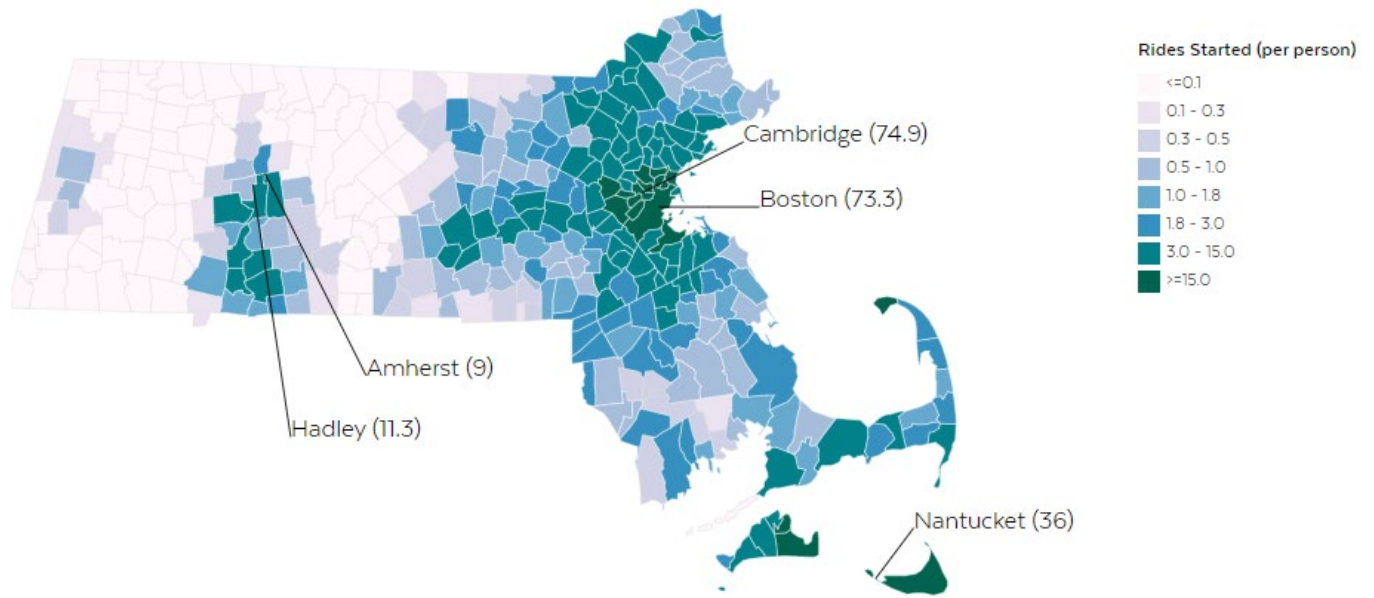 Rides Started (per person)
<=0.1
0.1 - 0.3
0.3 - 0.5
0.5 - 1.0
1.0 - 1.8
1.8 - 3.0
3.0 - 15.0
>=15.0
Cambridge (74.9)
Boston (73.3)
Amherst (9)
Hadley (11.3)
Nantucket (36)